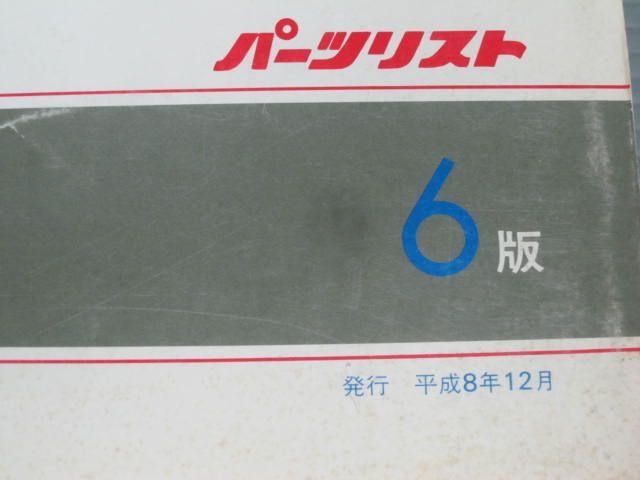 パーツリスト
6版
発行 平成8年12月